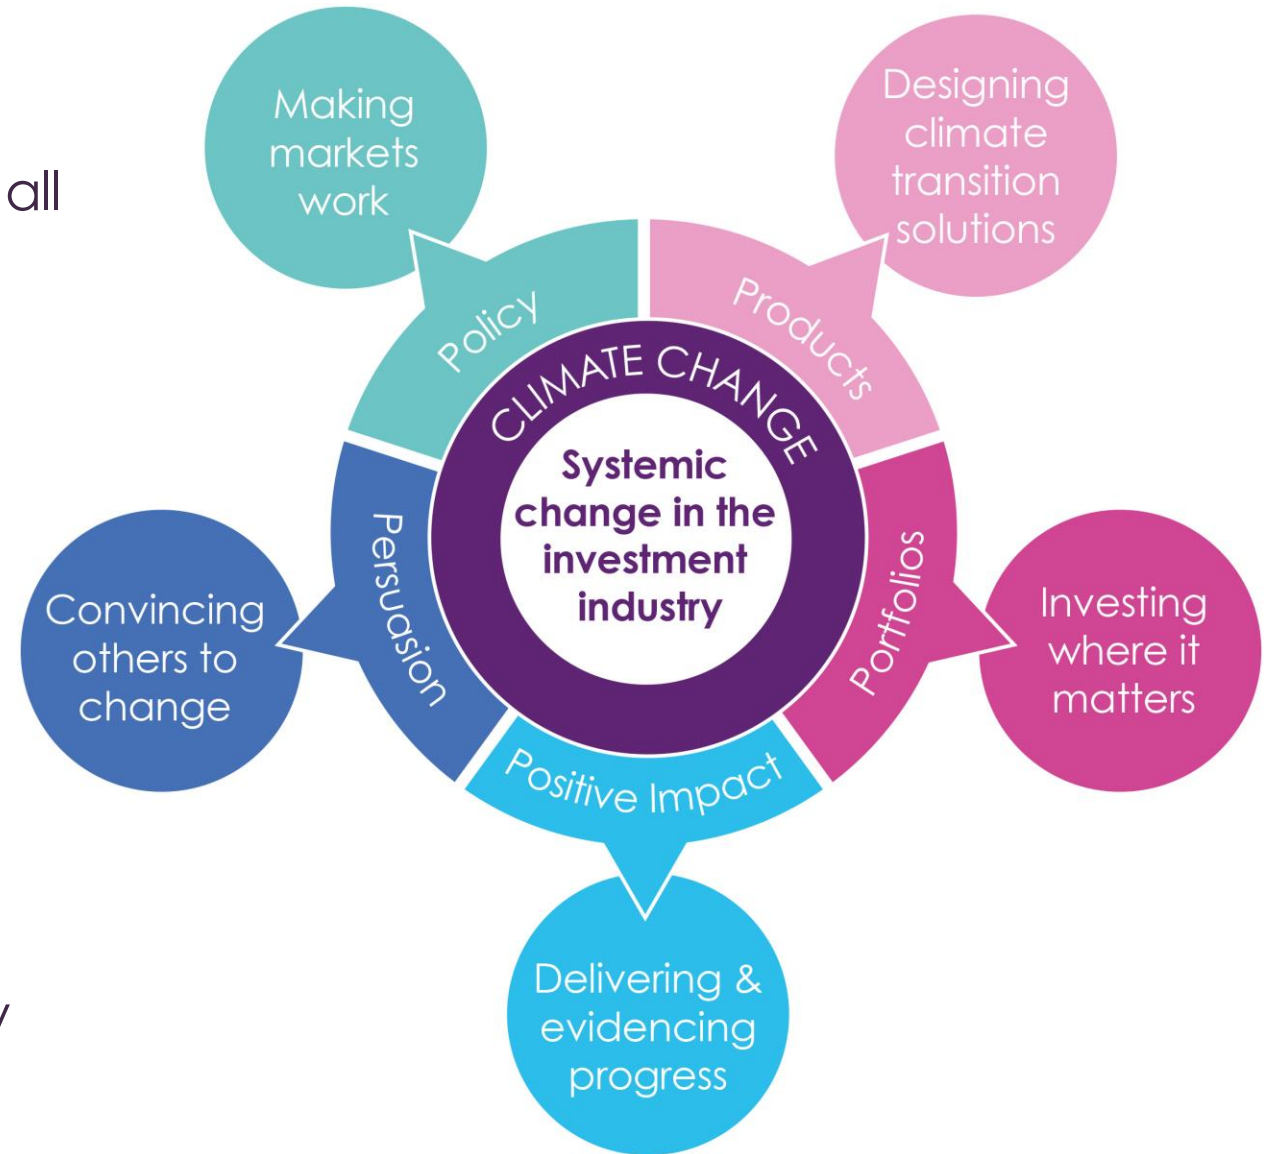 Making
markets
work
Designing
climate
transition
solutions
all
Policy
Products
CLIMATE CHANGE
Systemic
change in the
investment
industry
Persuasion
Portfolios
Convincing
others to
change
Investing
where it
matters
Positive Impact
Delivering &
evidencing
progress